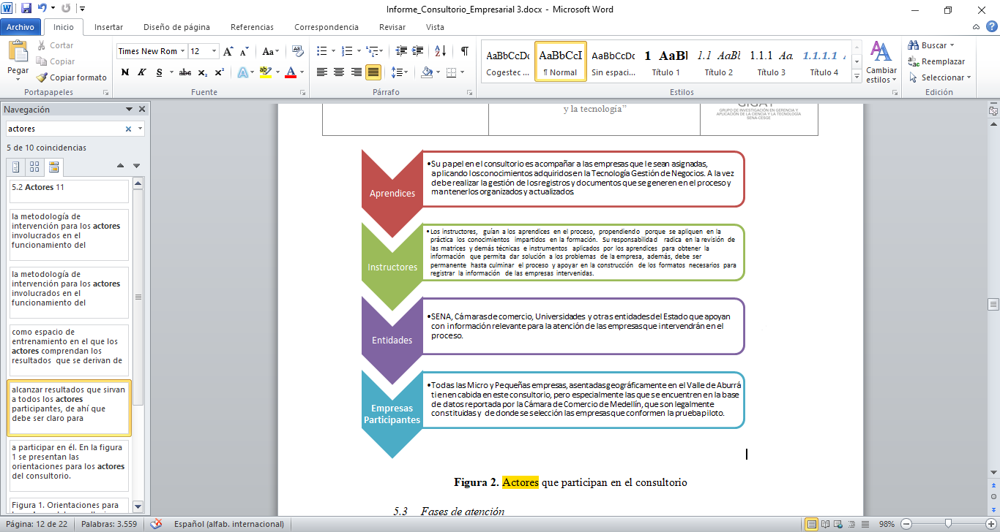 Informe_Consultorio_Empresarial 3.docx - Microsoft Word
Archivo Inicio Insertar Diseño de página Referencias Correspondencia Revisar Vista
Pegar
Cortar
Copiar
Copiar formato
Portapapeles
Times New Rom 12
N K S abc x₂ x²
Fuente
Párrafo
AaBbCcDc AaBbCcI AaBbCcDc 1 AaBl 1.1 AaBl 1.1.1 Aa. 1.1.1.1
Cogestec ... ¶ Normal Sin espaci... Título 1 Título 2 Título 3 Título 4
Cambiar estilos
Estilos
Buscar
Reemplazar
Seleccionar
Edición
Navegación
actores
5 de 10 coincidencias
5.2 Actores 11
la metodología de
intervención para los actores
involucrados en el
funcionamiento del
la metodología de
intervención para los actores
involucrados en el
funcionamiento del
como espacio de
entrenamiento en el que los
actores comprendan los
resultados que se derivan de
alcanzar resultados que sirvan
a todos los actores
participantes, de ahí que
debe ser claro para
a participar en él. En la figura
1 se presentan las
orientaciones para los actores
del consultorio.
Figura 1. Orientaciones para
y la tecnología”
GRUPO DE INVESTIGACIÓN EN GERENCIA Y
APLICACIÓN DE LA CIENCIA Y LA TECNOLOGÍA
SENA-CESGE
Aprendices
•Su papel en el consultorio es acompañar a las empresas que le sean asignadas,
aplicando los conocimientos adquiridos en la Tecnología Gestión de Negocios. A la vez
debe realizar la gestión de los registros y documentos que se generen en el proceso y
mantenerlos organizados y actualizados.
Instructores
•Los instructores, guían a los aprendices en el proceso, propendiendo porque se apliquen en la
práctica los conocimientos impartidos en la formación. Su responsabilidad radica en la revisión de
las matrices y demás técnicas e instrumentos aplicados por los aprendices para obtener la
información que permita dar solución a los problemas de la empresa, además, debe ser
permanente hasta culminar el proceso y apoyar en la construcción de los formatos necesarios para
registrar la información de las empresas intervenidas.
Entidades
•SENA, Cámaras de comercio, Universidades y otras entidades del Estado que apoyan
con información relevante para la atención de las empresas que intervendrán en el
proceso.
Empresas
Participantes
•Todas las Micro y Pequeñas empresas, asentadas geográficamente en el Valle de Aburrá
tienen cabida en este consultorio, pero especialmente las que se encuentren en la base
de datos reportada por la Cámara de Comercio de Medellín, que son legalmente
constituidas y de donde se selección las empresas que conformen la prueba piloto.
Figura 2. Actores que participan en el consultorio
5.3 Fases de atención
Página: 12 de 22 Palabras: 3.559 Español (alfab. internacional) 98%